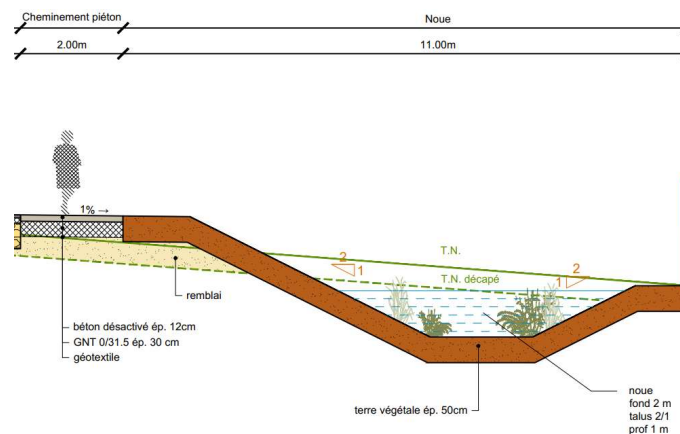 Cheminement piéton
Noue
2.00m
11.00m
1% →
T.N.
2
1
2
1
T.N. décapé
remblai
béton désactivé ép. 12cm
GNT 0/31.5 ép. 30 cm
géotextile
terre végétale ép. 50cm
noue
fond 2 m
talus 2/1
prof 1 m